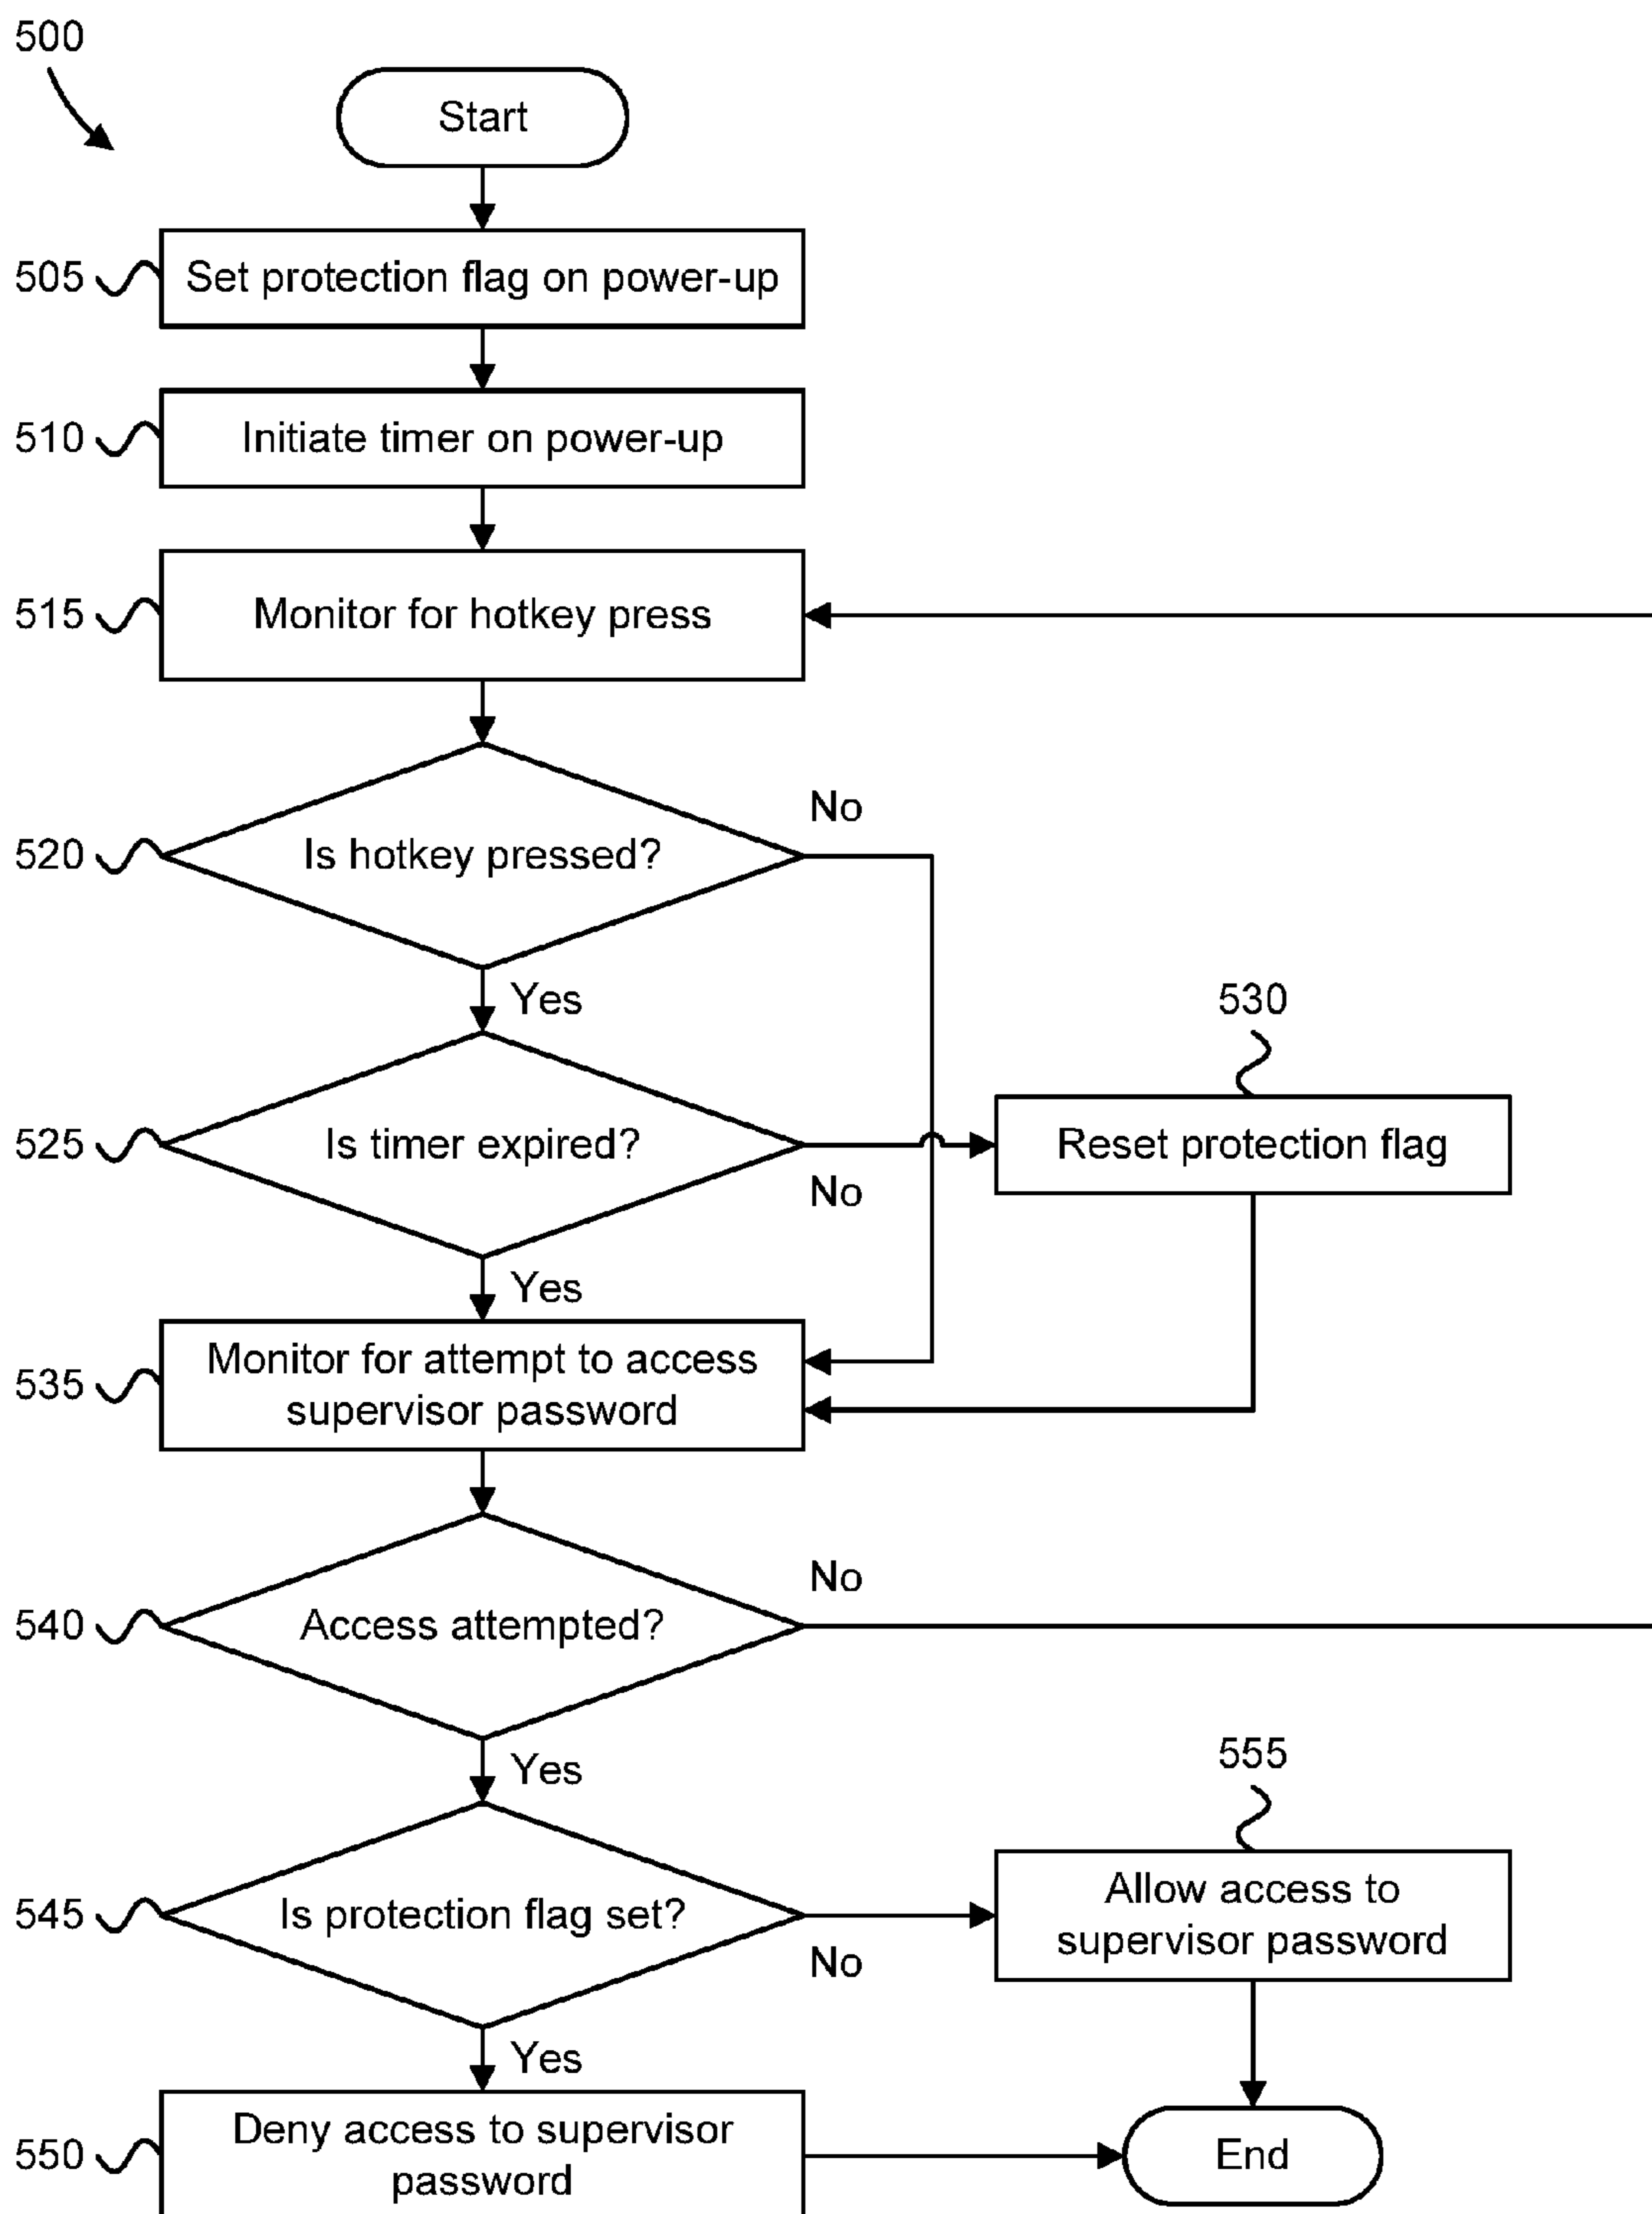 500
Start
505
Set protection flag on power-up
510
Initiate timer on power-up
515
Monitor for hotkey press
520
Is hotkey pressed?
No
Yes
525
Is timer expired?
No
530
Reset protection flag
Yes
535
Monitor for attempt to access
supervisor password
540
Access attempted?
No
Yes
545
Is protection flag set?
No
555
Allow access to
supervisor password
Yes
550
Deny access to supervisor
password
End